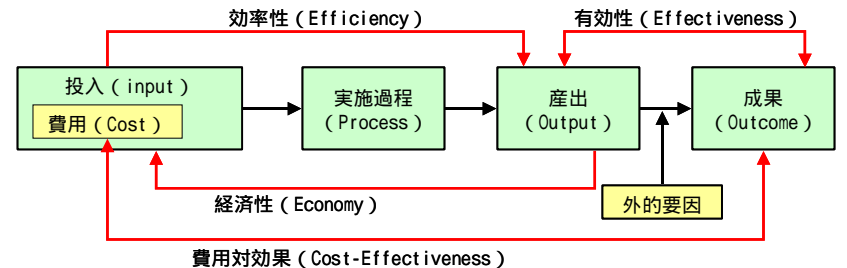 効率性（Efficiency）
有効性（Effectiveness）
投入（input）
費用（Cost）
実施過程
（Process）
産出
（Output）
成果
（Outcome）
経済性（Economy）
外的要因
費用対効果（Cost-Effectiveness）